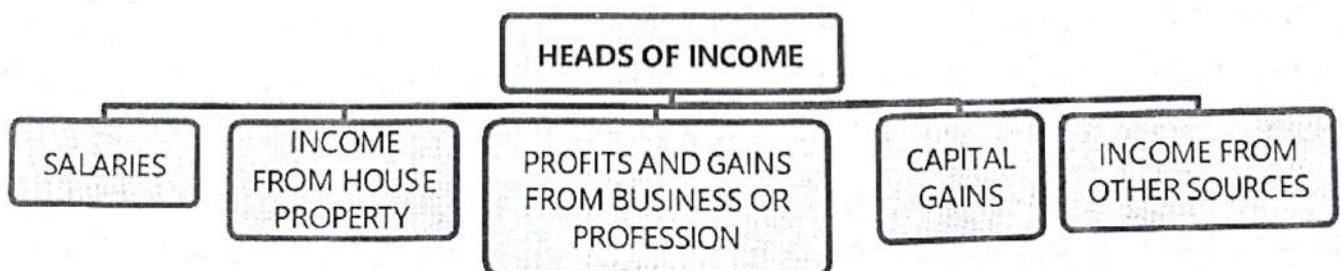 HEADS OF INCOME
SALARIES
INCOME
FROM HOUSE
PROPERTY
PROFITS AND GAINS
FROM BUSINESS OR
PROFESSION
CAPITAL
GAINS
INCOME FROM
OTHER SOURCES